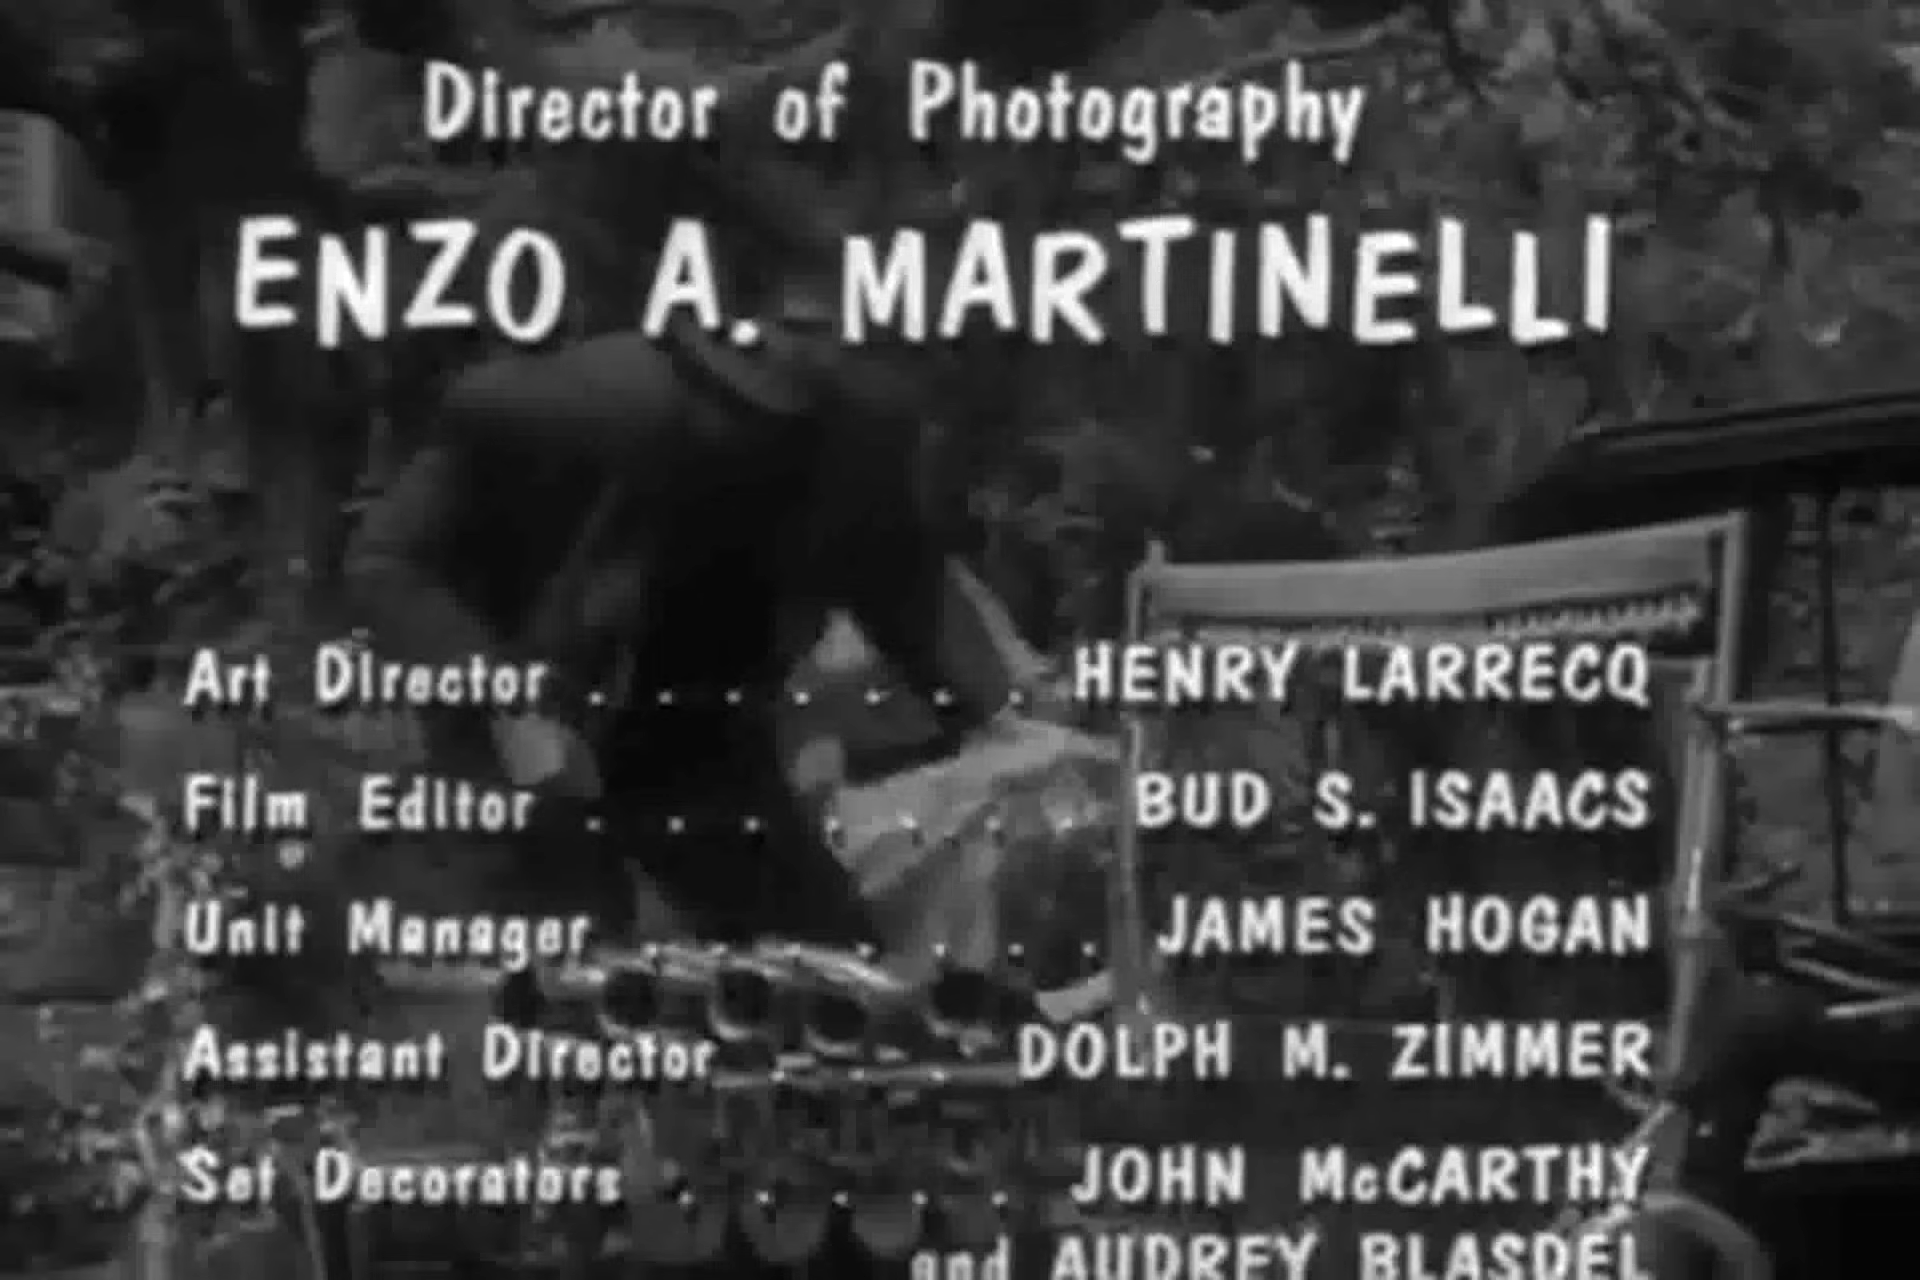 Director of Photography
ENZO A. MARTINELLI
Art Director . . . . . . . HENRY LARRECQ
Film Editor . . . . . . . BUD S. ISAACS
Unit Manager . . . . . . . JAMES HOGAN
Assistant Director . . . DOLPH M. ZIMMER
Set Decorators . . . . . JOHN McCARTHY
and AUDREY BLASDEL